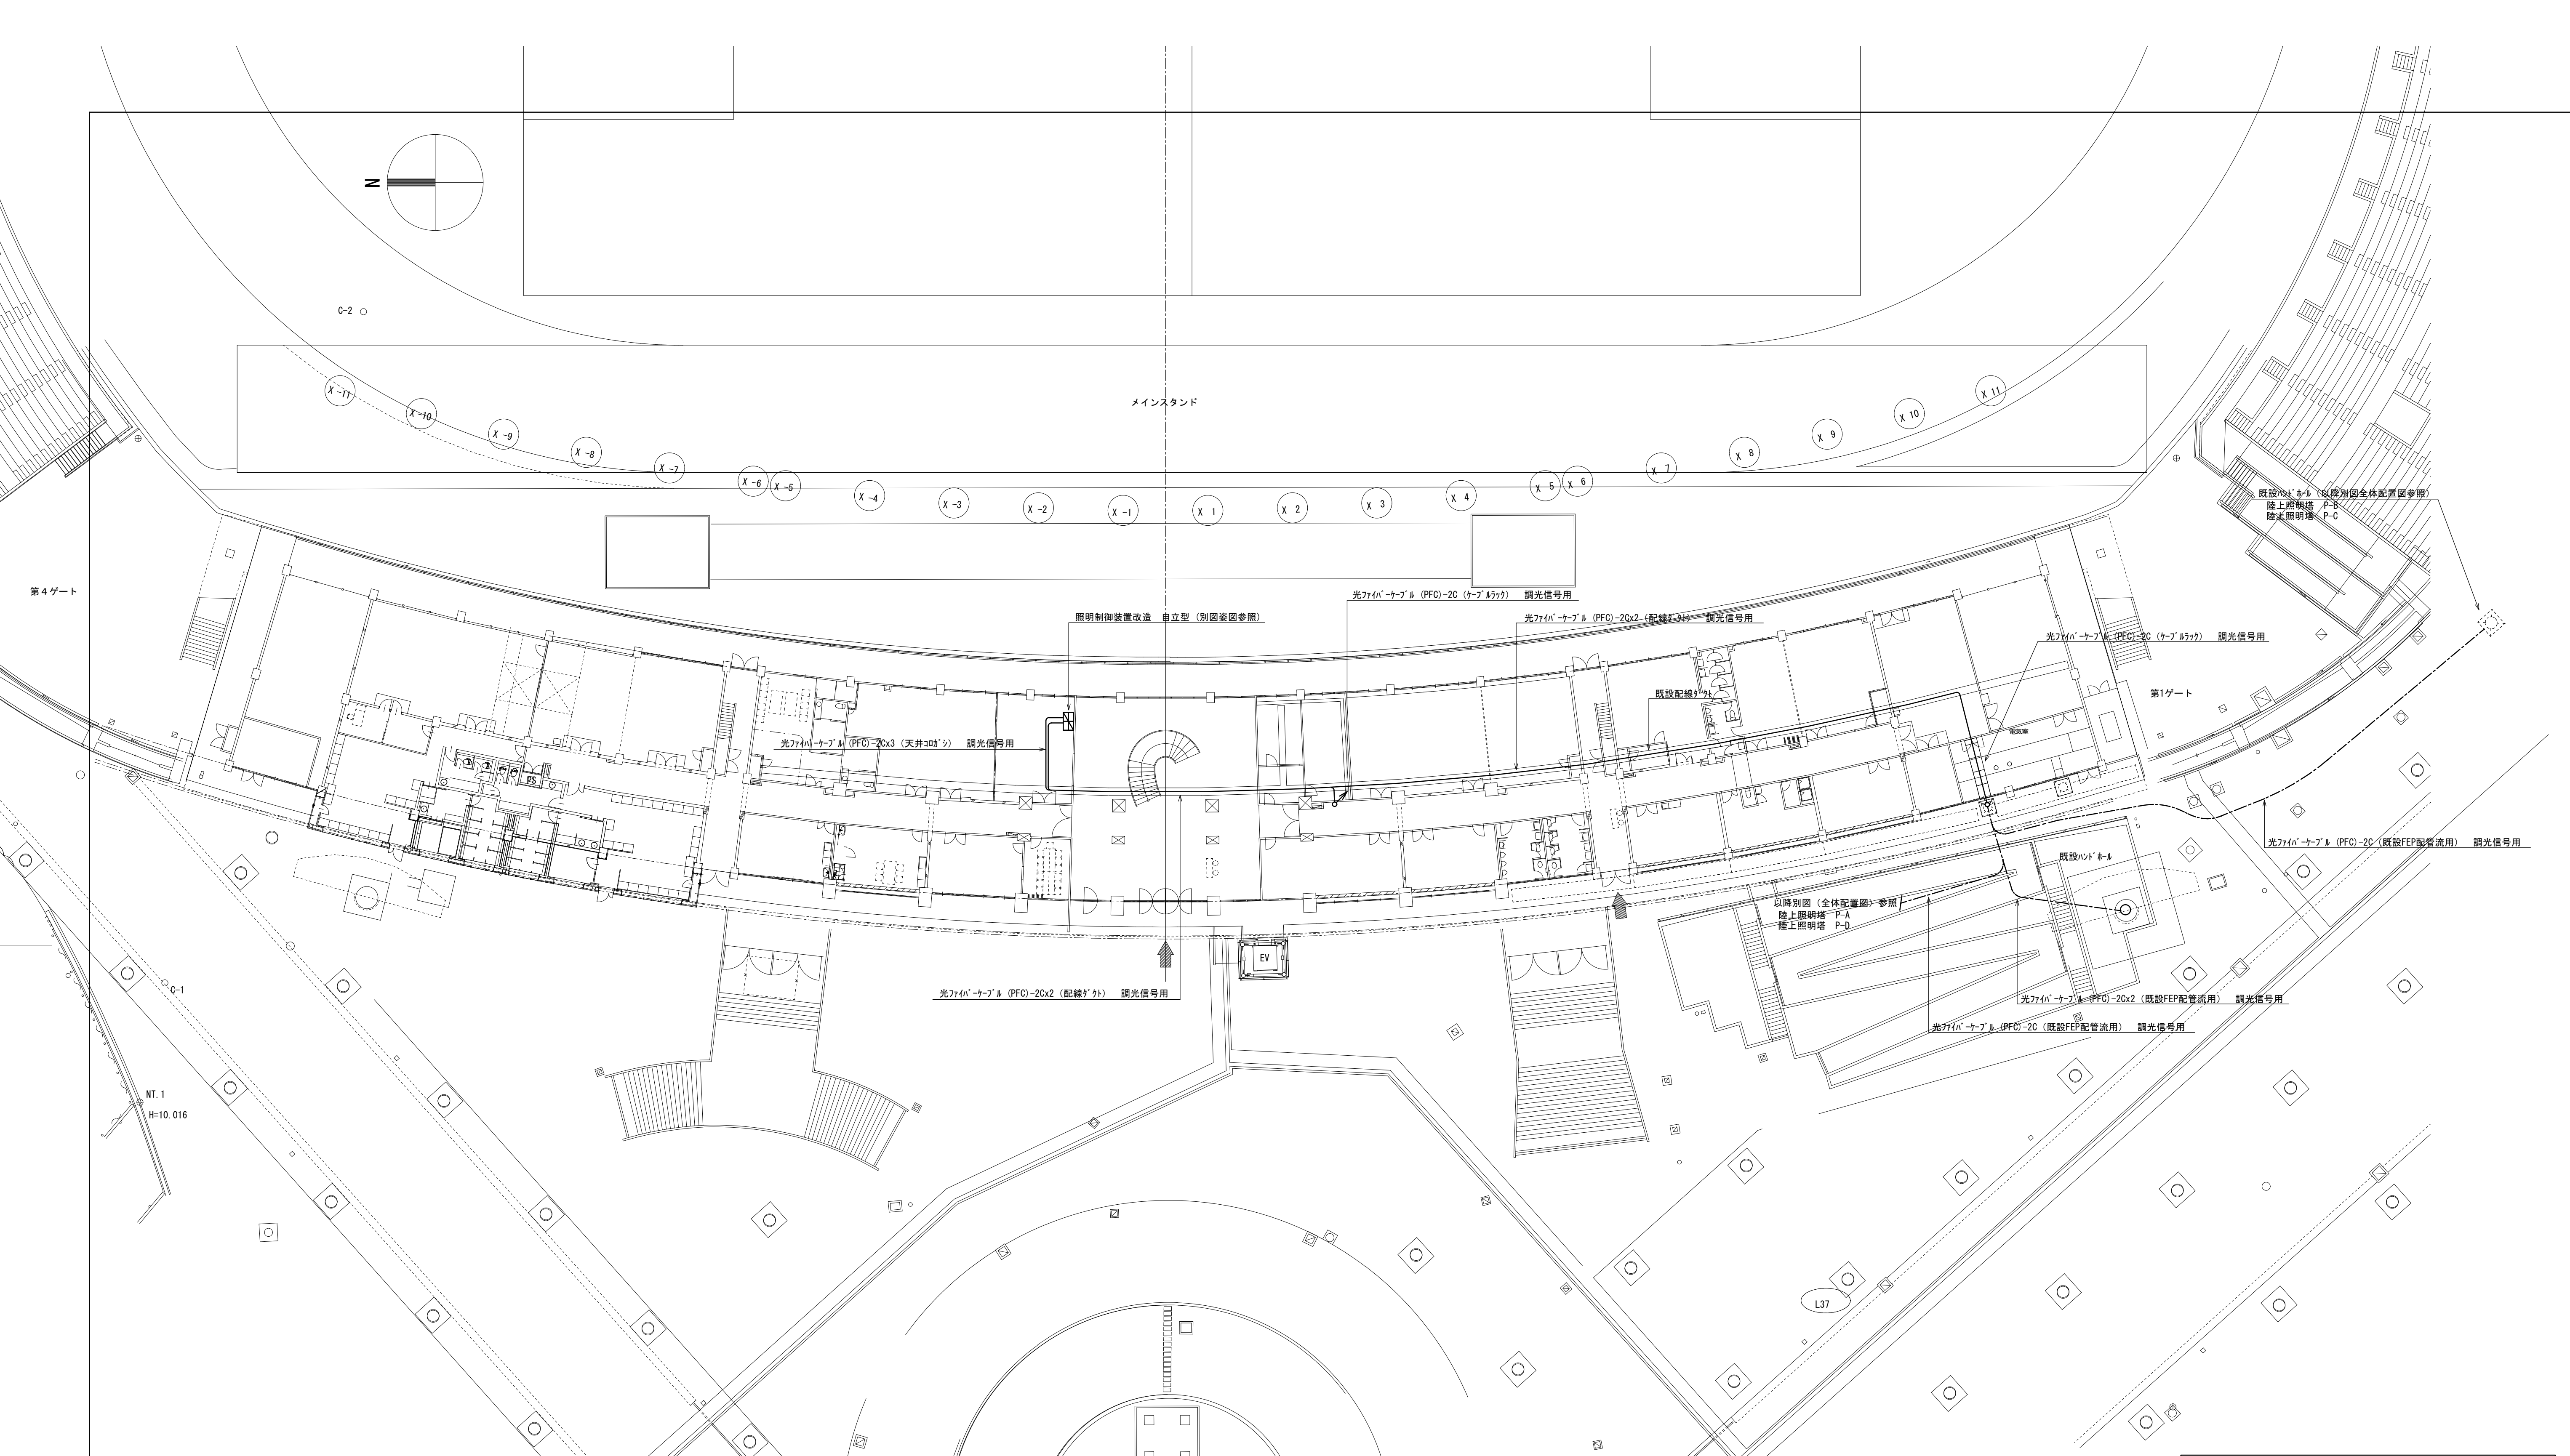 N
C-2
メインスタンド
X -11
X -10
X -9
X -8
X -7
X -6
X -5
X -4
X -3
X -2
X -1
X 1
X 2
X 3
X 4
X 5
X 6
X 7
X 8
X 9
X 10
X 11
既設ﾊﾝﾄﾞﾎｰﾙ（以降別図全体配置図参照）
陸上照明塔　P-B
陸上照明塔　P-C
第４ゲート
光ﾌｧｲﾊﾞｰｹｰﾌﾞﾙ (PFC)-2C（ｹｰﾌﾞﾙﾗｯｸ）　調光信号用
照明制御装置改造　自立型（別図姿図参照）
光ﾌｧｲﾊﾞｰｹｰﾌﾞﾙ (PFC)-2Cx2（配線ﾀﾞｸﾄ）　調光信号用
光ﾌｧｲﾊﾞｰｹｰﾌﾞﾙ (PFC)-2C（ｹｰﾌﾞﾙﾗｯｸ）　調光信号用
既設配線ﾀﾞｸﾄ
第1ゲート
電気室
光ﾌｧｲﾊﾞｰｹｰﾌﾞﾙ (PFC)-2Cx3（天井ｺﾛｶﾞｼ）　調光信号用
PS
光ﾌｧｲﾊﾞｰｹｰﾌﾞﾙ (PFC)-2C（既設FEP配管流用）　調光信号用
既設ﾊﾝﾄﾞﾎｰﾙ
以降別図（全体配置図）参照
陸上照明塔　P-A
陸上照明塔　P-D
EV
C-1
光ﾌｧｲﾊﾞｰｹｰﾌﾞﾙ (PFC)-2Cx2（配線ﾀﾞｸﾄ）　調光信号用
光ﾌｧｲﾊﾞｰｹｰﾌﾞﾙ (PFC)-2Cx2（既設FEP配管流用）　調光信号用
光ﾌｧｲﾊﾞｰｹｰﾌﾞﾙ (PFC)-2C（既設FEP配管流用）　調光信号用
NT.1
H=10.016
L37